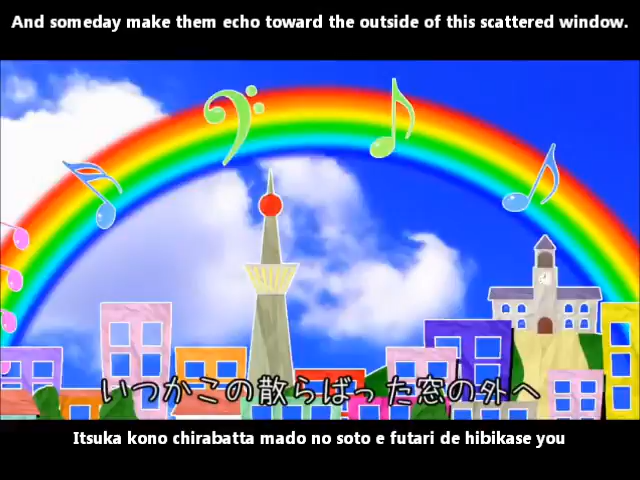 And someday make them echo toward the outside of this scattered window.
いつかこの散らばった窓の外へ
Itsuka kono chirabatta mado no soto e futari de hibikase you